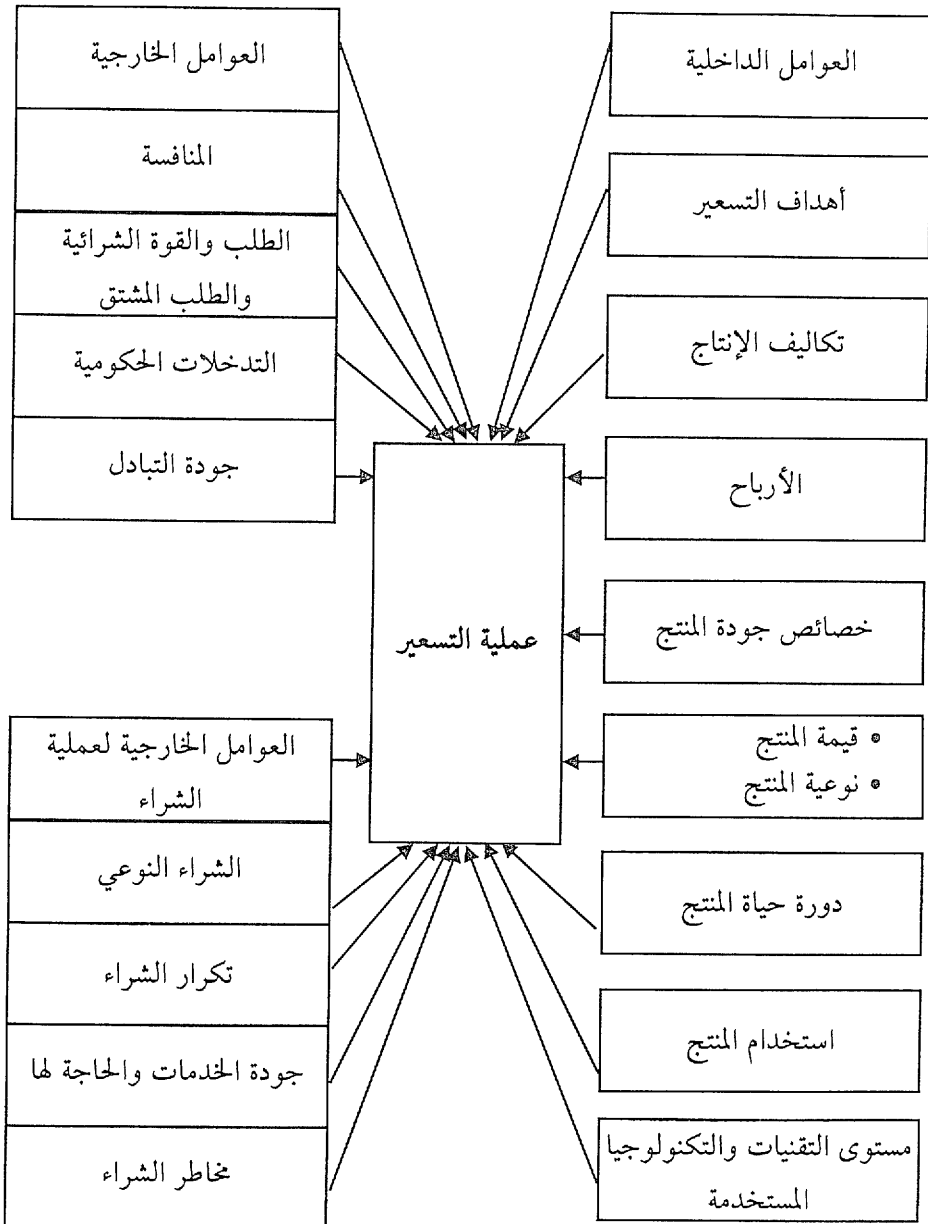 العوامل الداخلية
أهداف التسعير
تكاليف الإنتاج
الأرباح
خصائص جودة المنتج
• قيمة المنتج
• نوعية المنتج
دورة حياة المنتج
استخدام المنتج
مستوى التقنيات والتكنولوجيا
المستخدمة
عملية التسعير
العوامل الخارجية
المنافسة
الطلب والقوة الشرائية
والطلب المشتق
التدخلات الحكومية
جودة التبادل
العوامل الخارجية لعملية
الشراء
الشراء النوعي
تكرار الشراء
جودة الخدمات والحاجة لها
مخاطر الشراء